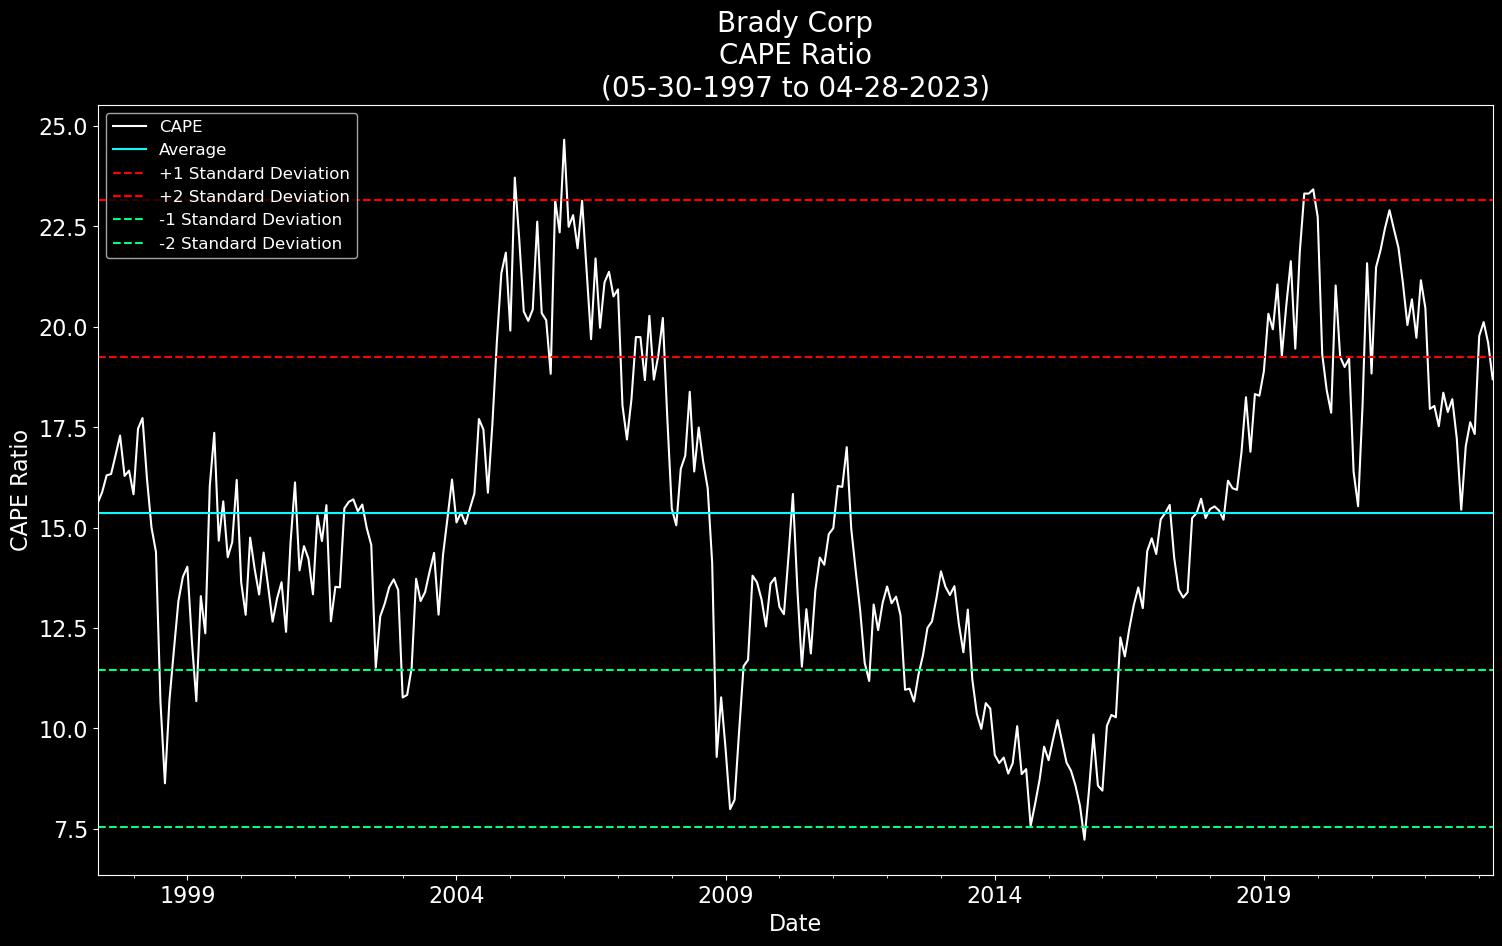 Brady Corp
CAPE Ratio
(05-30-1997 to 04-28-2023)
CAPE
Average
+1 Standard Deviation
+2 Standard Deviation
-1 Standard Deviation
-2 Standard Deviation
25.0
22.5
20.0
17.5
15.0
12.5
10.0
7.5
CAPE Ratio
1999
2004
2009
2014
2019
Date